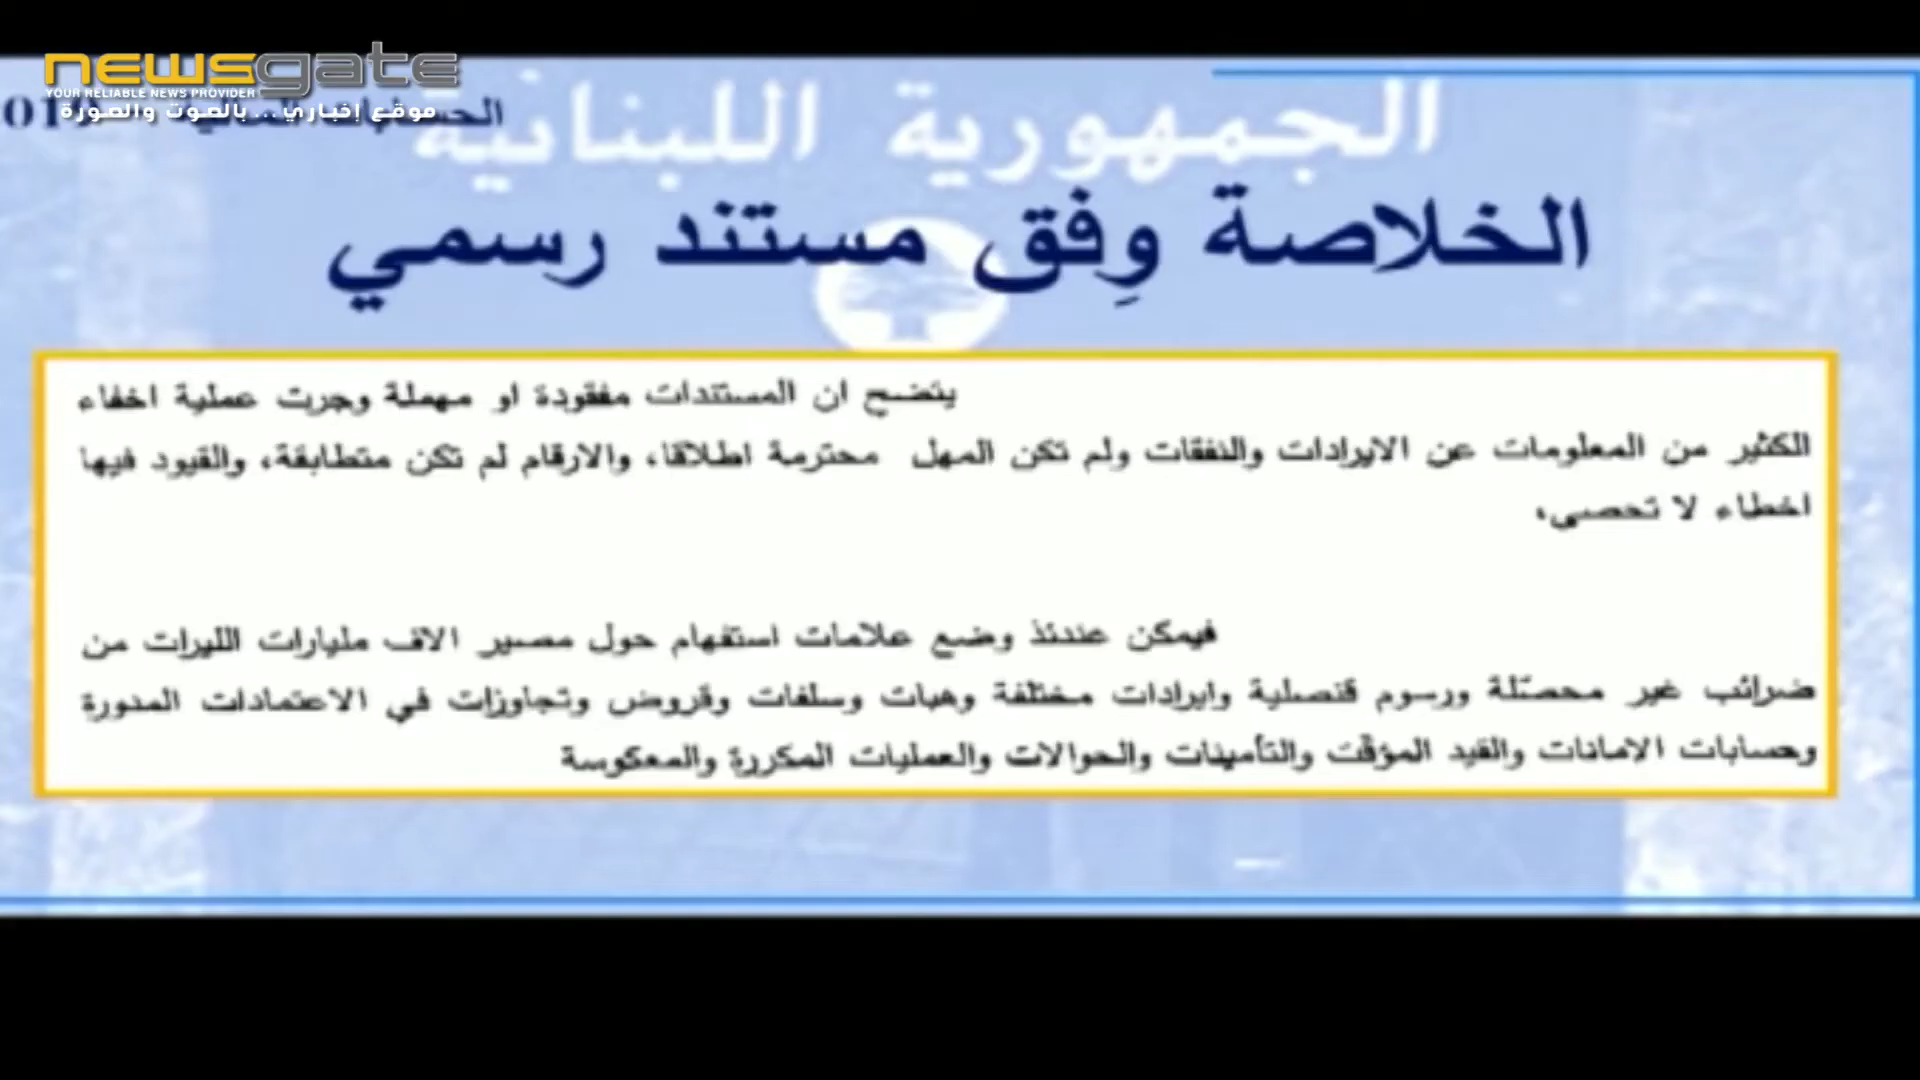 newsgate
YOUR RELIABLE NEWS PROVIDER
موقع إخباري... بالصوت والصورة
الجمهورية اللبنانية
الخلاصة وِفق مستند رسمي
يتضح ان المستندات مفقودة او مهملة وجرت عملية اخفاء
الكثير من المعلومات عن الايرادات والنفقات ولم تكن المهل محترمة اطلاقا، والارقام لم تكن متطابقة، والقيود فيها
اخطاء لا تحصى،
فيمكن عندئذ وضع علامات استفهام حول مصير الاف مليارات الليرات من
ضرائب غير محصّلة ورسوم قنصلية وايرادات مختلفة وهبات وسلفات وقروض وتجاوزات في الاعتمادات المدورة
وحسابات الامانات والقيد المؤقت والتأمينات والحوالات والعمليات المكررة والمعكوسة